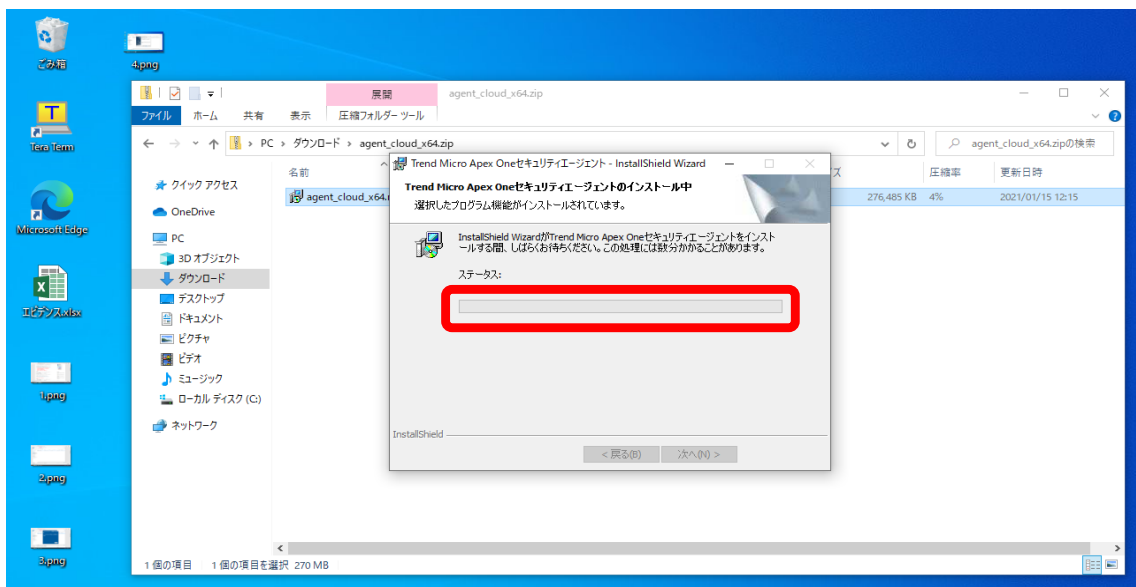 ごみ箱
4.png
Tera Term
Microsoft Edge
エビデンス.xlsx
1.png
2.png
3.png
展開
agent_cloud_x64.zip
ファイル
ホーム
共有
表示
圧縮フォルダー ツール
PC › ダウンロード › agent_cloud_x64.zip
agent_cloud_x64.zipの検索
名前
ズ
圧縮率
更新日時
クイック アクセス
OneDrive
PC
3D オブジェクト
ダウンロード
デスクトップ
ドキュメント
ピクチャ
ビデオ
ミュージック
ローカル ディスク (C:)
ネットワーク
agent_cloud_x64.
276,485 KB
4%
2021/01/15 12:15
Trend Micro Apex Oneセキュリティエージェント - InstallShield Wizard
Trend Micro Apex Oneセキュリティエージェントのインストール中
選択したプログラム機能がインストールされています。
InstallShield WizardがTrend Micro Apex Oneセキュリティエージェントをインスト
ールする間、しばらくお待ちください。この処理には数分かかることがあります。
ステータス:
InstallShield
< 戻る(B)
次へ(N) >
1 個の項目
1 個の項目を選択 270 MB